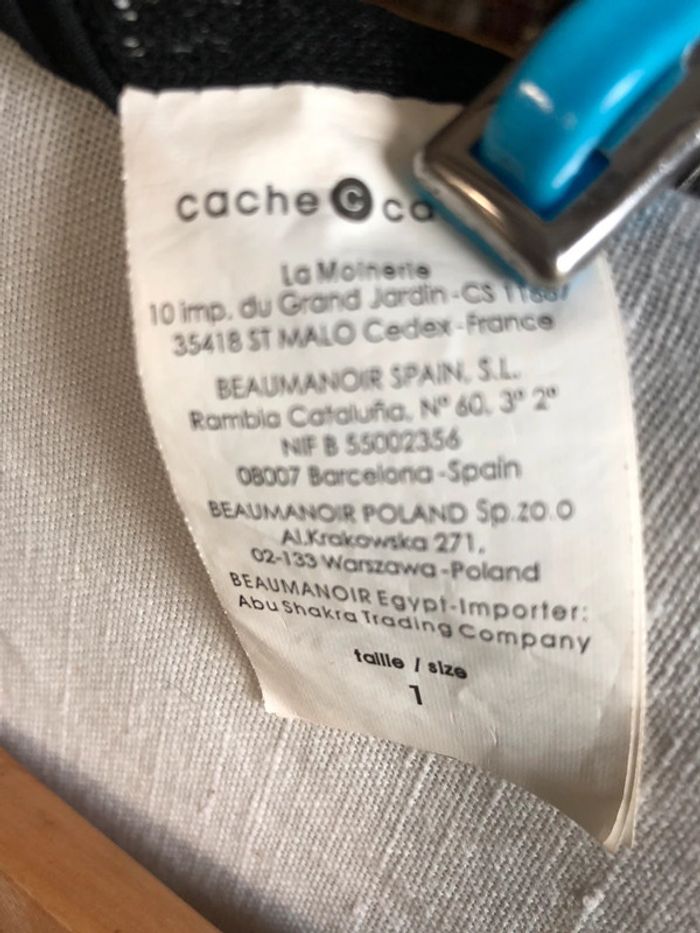 cache © ca
La Moinerie
10 imp. du Grand Jardin-CS
35418 ST MALO Cedex-France
BEAUMANOIR SPAIN, S.L.
Rambla Cataluña, Nº 60, 3º 2º
NIF B 55002356
08007 Barcelona-Spain
BEAUMANOIR POLAND Sp.zo.o
Al.Krakowska 271,
02-133 Warszawa-Poland
BEAUMANOIR Egypt-Importer:
Abu Shakra Trading Company
taille / size
1